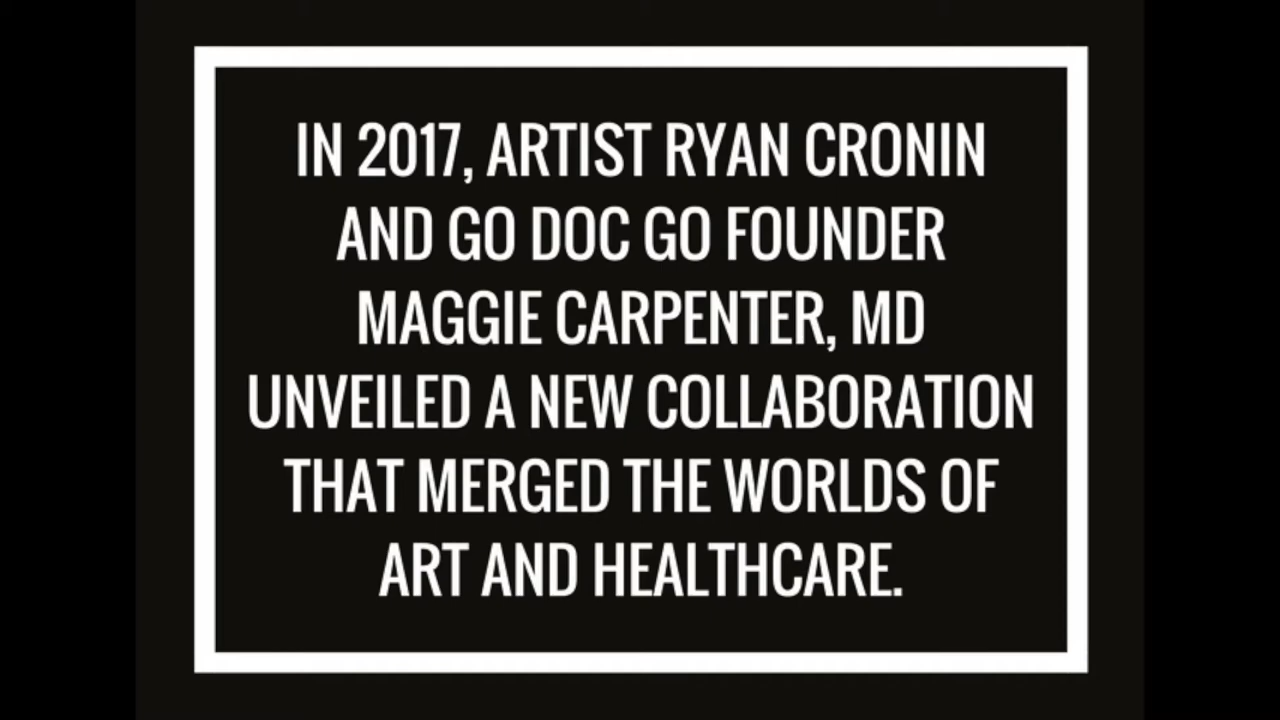 IN 2017, ARTIST RYAN CRONIN
AND GO DOC GO FOUNDER
MAGGIE CARPENTER, MD
UNVEILED A NEW COLLABORATION
THAT MERGED THE WORLDS OF
ART AND HEALTHCARE.